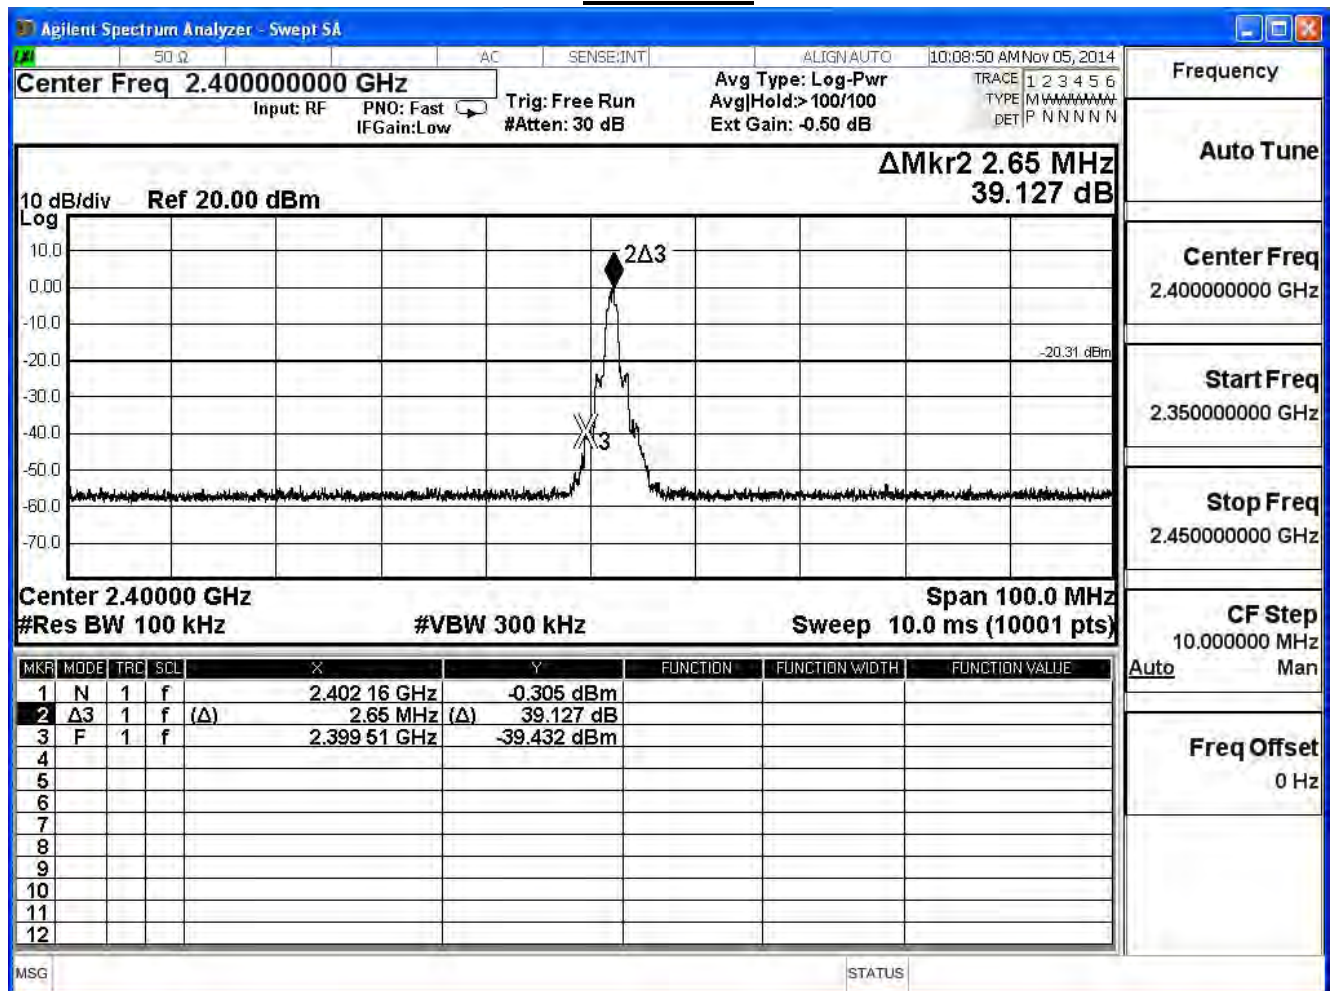 Agilent Spectrum Analyzer - Swept SA
LXI 50 Ω AC SENSE:INT ALIGN AUTO 10:08:50 AM Nov 05, 2014
Center Freq 2.400000000 GHz
Input: RF PNO: Fast IFGain:Low
Trig: Free Run
#Atten: 30 dB
Avg Type: Log-Pwr
Avg|Hold:>100/100
Ext Gain: -0.50 dB
TRACE 1 2 3 4 5 6
TYPE M WWWWW
DET P N N N N N
ΔMkr2 2.65 MHz
39.127 dB
10 dB/div Ref 20.00 dBm
Log
10.0
0.00
-10.0
-20.0
-30.0
-40.0
-50.0
-60.0
-70.0
2Δ3
-20.31 dBm
3
Center 2.40000 GHz Span 100.0 MHz
#Res BW 100 kHz #VBW 300 kHz Sweep 10.0 ms (10001 pts)
MKR MODE TRC SCL X Y FUNCTION FUNCTION WIDTH FUNCTION VALUE
1 N 1 f 2.402 16 GHz -0.305 dBm
2 Δ3 1 f (Δ) 2.65 MHz (Δ) 39.127 dB
3 F 1 f 2.399 51 GHz -39.432 dBm
4
5
6
7
8
9
10
11
12
MSG STATUS
Frequency
Auto Tune
Center Freq
2.400000000 GHz
Start Freq
2.350000000 GHz
Stop Freq
2.450000000 GHz
CF Step
10.000000 MHz
Auto Man
Freq Offset
0 Hz